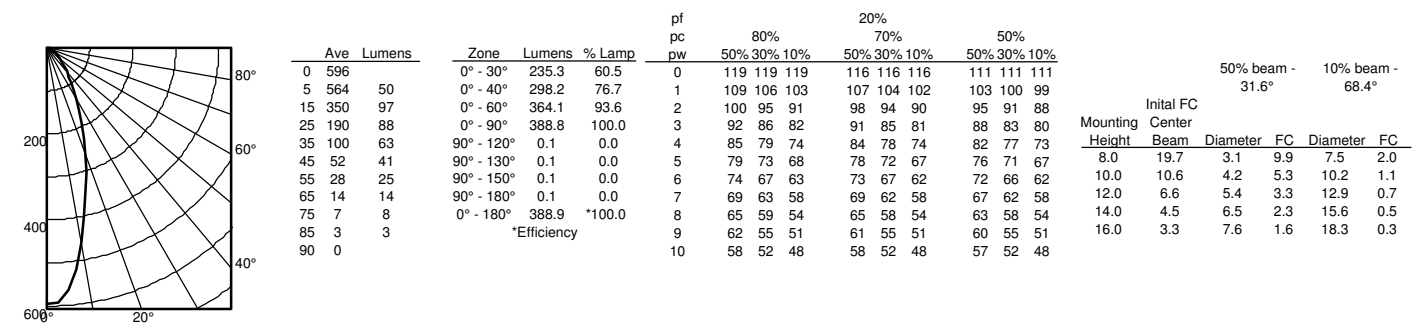 80°
60°
40°
20°
0°
200
400
600
Ave Lumens
0 596
5 564 50
15 350 97
25 190 88
35 100 63
45 52 41
55 28 25
65 14 14
75 7 8
85 3 3
90 0
Zone Lumens % Lamp
0° - 30° 235.3 60.5
0° - 40° 298.2 76.7
0° - 60° 364.1 93.6
0° - 90° 388.8 100.0
90° - 120° 0.1 0.0
90° - 130° 0.1 0.0
90° - 150° 0.1 0.0
90° - 180° 0.1 0.0
0° - 180° 388.9 *100.0
*Efficiency
pf 20%
pc 80% 70% 50%
pw 50% 30% 10% 50% 30% 10% 50% 30% 10%
0 119 119 119 116 116 116 111 111 111
1 109 106 103 107 104 102 103 100 99
2 100 95 91 98 94 90 95 91 88
3 92 86 82 91 85 81 88 83 80
4 85 79 74 84 78 74 82 77 73
5 79 73 68 78 72 67 76 71 67
6 74 67 63 73 67 62 72 66 62
7 69 63 58 69 62 58 67 62 58
8 65 59 54 65 58 54 63 58 54
9 62 55 51 61 55 51 60 55 51
10 58 52 48 58 52 48 57 52 48
50% beam - 10% beam -
31.6° 68.4°
Inital FC
Mounting Center
Height Beam Diameter FC Diameter FC
8.0 19.7 3.1 9.9 7.5 2.0
10.0 10.6 4.2 5.3 10.2 1.1
12.0 6.6 5.4 3.3 12.9 0.7
14.0 4.5 6.5 2.3 15.6 0.5
16.0 3.3 7.6 1.6 18.3 0.3